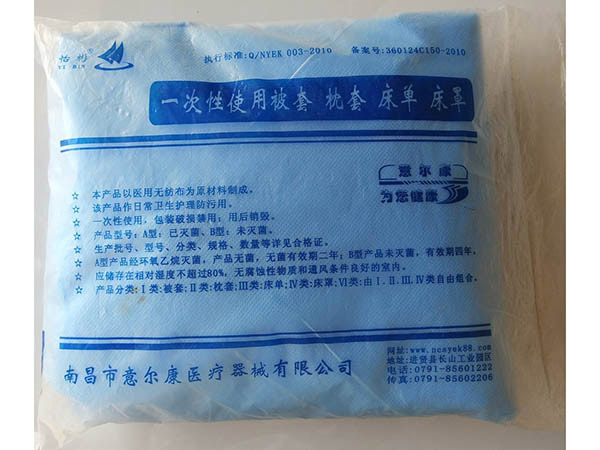 怡彬®
YI BIN
执行标准:Q/NYEK 003-2010 备案号:360124C150-2010
一次性使用被套 枕套 床单 床罩
意尔康
为您健康
★ 本产品以医用无纺布为原材料制成。
★ 该产品作日常卫生护理防污用。
★ 一次性使用，包装破损禁用；用后销毁。
★ 产品型号：A型：已灭菌、B型：未灭菌。
★ 生产批号、型号、分类、规格、数量等详见合格证。
★ A型产品经环氧乙烷灭菌，产品无菌，无菌有效期二年；B型产品未灭菌，有效期四年。
★ 应储存在相对湿度不超过80%，无腐蚀性物质和通风条件良好的室内。
★ 产品分类:Ⅰ类:被套;Ⅱ类:枕套;Ⅲ类:床单;Ⅳ类:床罩;Ⅵ类:由Ⅰ.Ⅱ.Ⅲ.Ⅳ类自由组合。
南昌市意尔康医疗器械有限公司
网址:www.ncsyek88.com
地址:进贤县长山工业园区
电话:0791-85601222
传真:0791-85602206